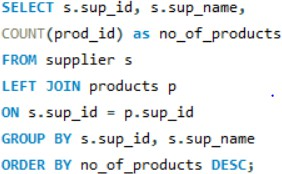 SELECT s.sup_id, s.sup_name,
COUNT(prod_id) as no_of_products
FROM supplier s
LEFT JOIN products p
ON s.sup_id = p.sup_id
GROUP BY s.sup_id, s.sup_name
ORDER BY no_of_products DESC;